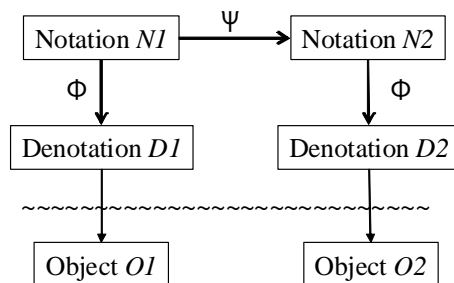 Ψ
Notation N1 Notation N2
Φ Φ
Denotation D1 Denotation D2
~~~~~~~~~~~~~~~~~~~~~~~~~~~~
Object O1 Object O2